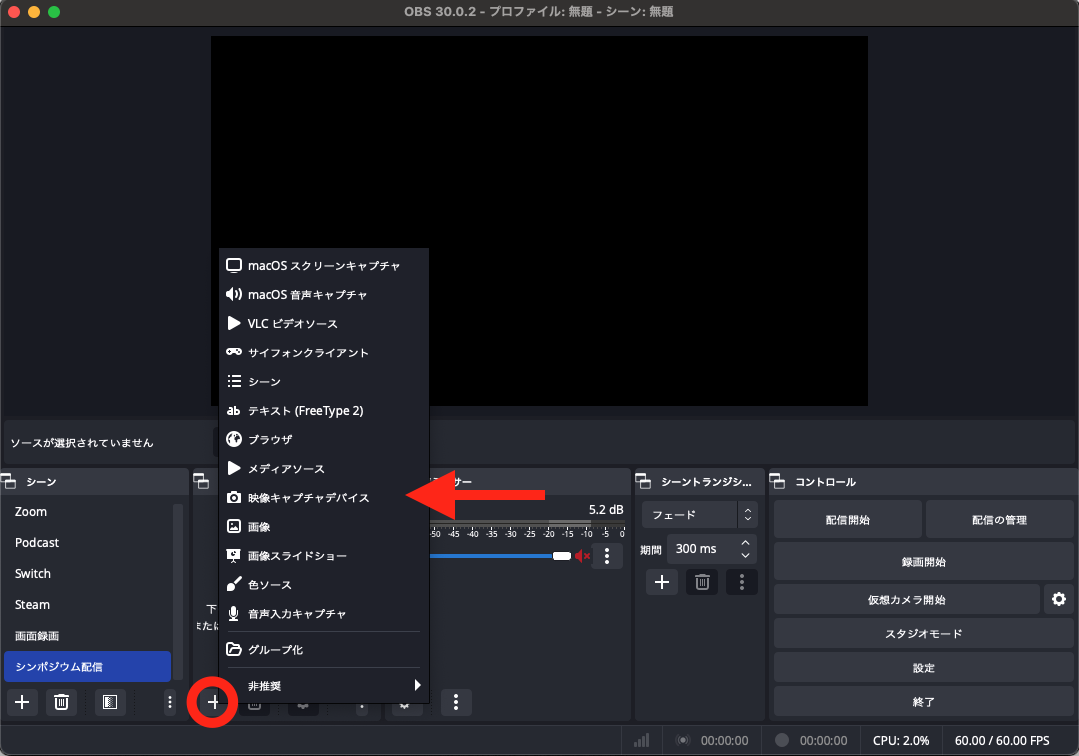 OBS 30.0.2 - プロファイル: 無題 - シーン: 無題
macOS スクリーンキャプチャ
macOS 音声キャプチャ
VLC ビデオソース
サイフォンクライアント
シーン
ab テキスト (FreeType 2)
ブラウザ
メディアソース
映像キャプチャデバイス
画像
画像スライドショー
色ソース
音声入力キャプチャ
グループ化
非推奨
ソースが選択されていません
シーン
Zoom
Podcast
Switch
Steam
画面録画
シンポジウム配信
下
または
サー
5.2 dB
-50 -45 -40 -35 -30 -25 -20 -15 -10 -5 0
シーントランジシ...
フェード
期間 300 ms
コントロール
配信開始 配信の管理
録画開始
仮想カメラ開始
スタジオモード
設定
終了
00:00:00 00:00:00 CPU: 2.0% 60.00 / 60.00 FPS